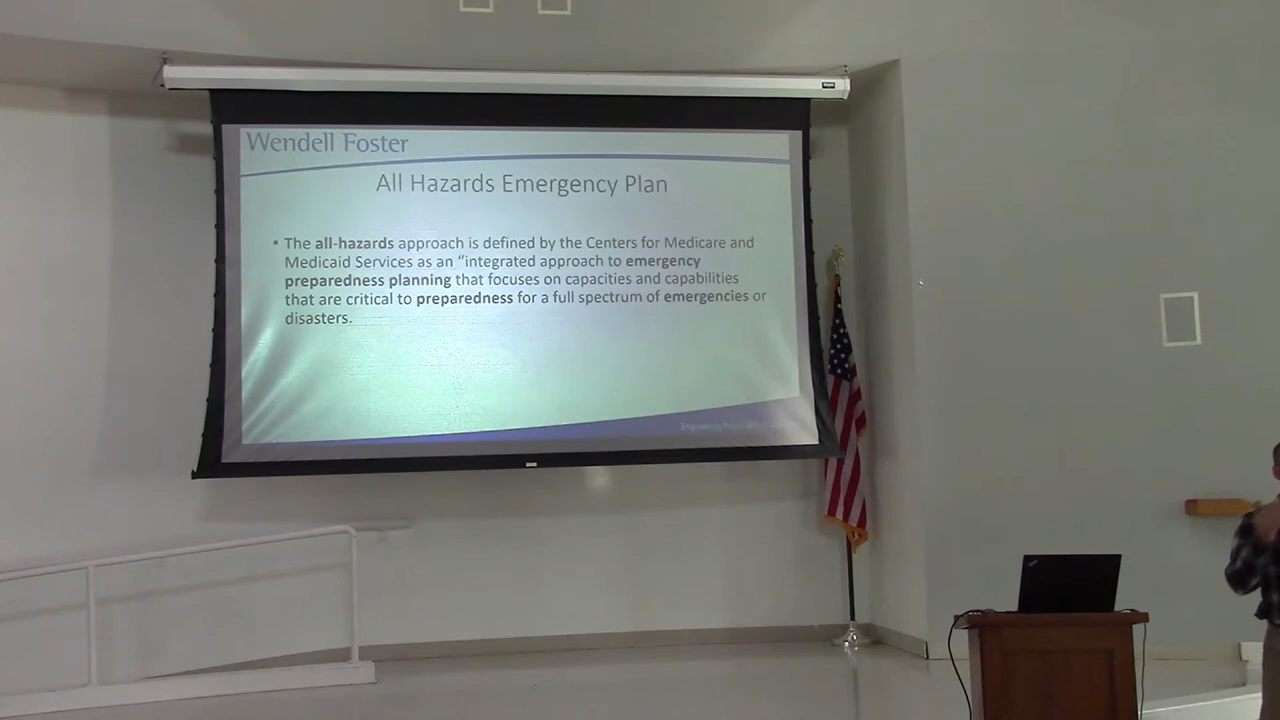 Wendell Foster
All Hazards Emergency Plan
• The all-hazards approach is defined by the Centers for Medicare and
Medicaid Services as an “integrated approach to emergency
preparedness planning that focuses on capacities and capabilities
that are critical to preparedness for a full spectrum of emergencies or
disasters.
Empowering